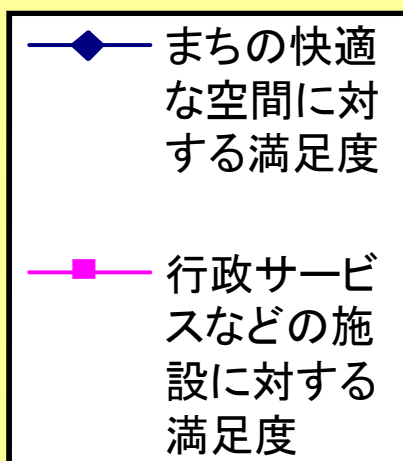 まちの快適
な空間に対
する満足度
行政サービ
スなどの施
設に対する
満足度